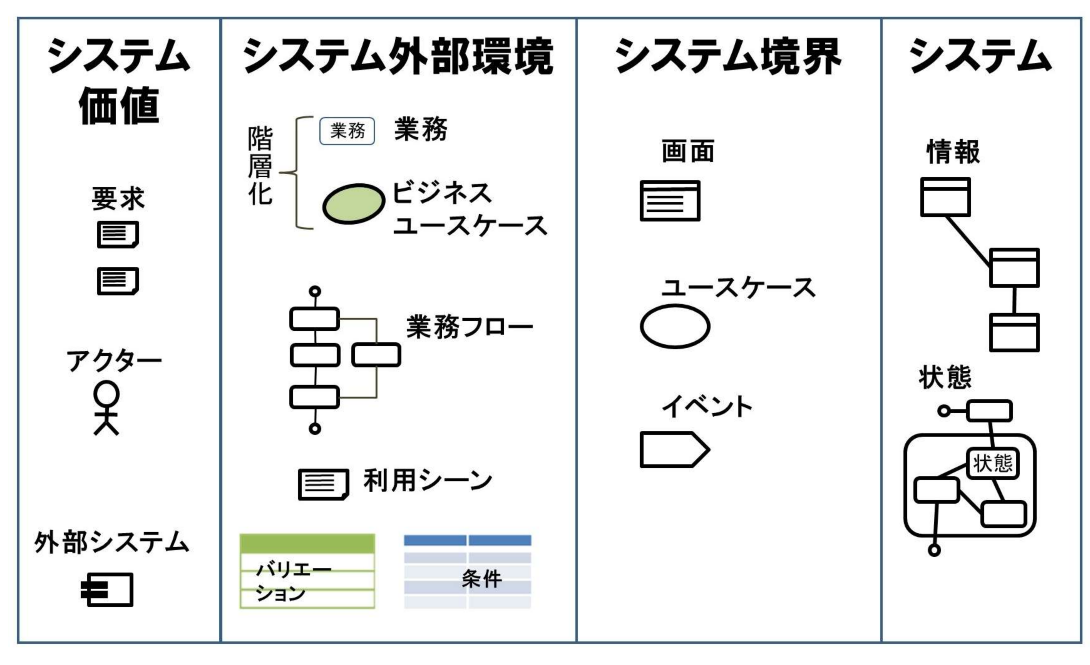 システム
価値
要求
アクター
外部システム
システム外部環境
階層化
業務
業務
ビジネス
ユースケース
業務フロー
利用シーン
バリエー
ション
条件
システム境界
画面
ユースケース
イベント
システム
情報
状態
状態